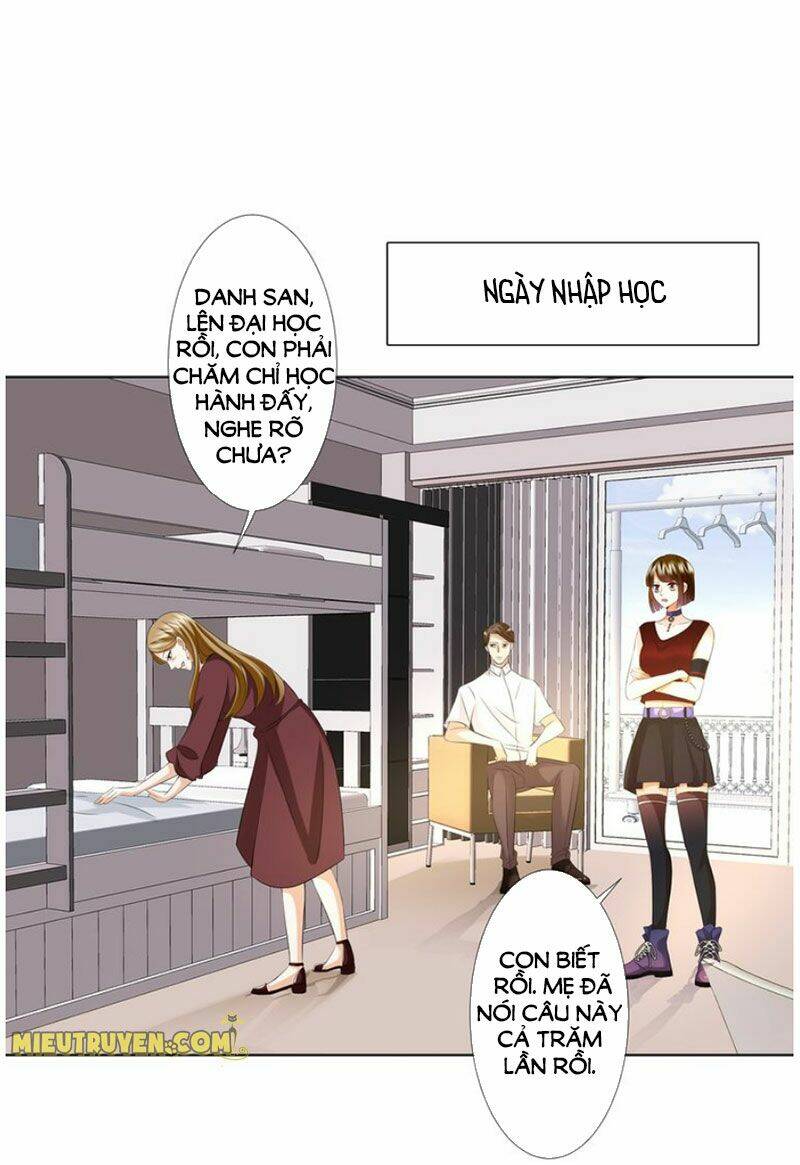 NGÀY NHẬP HỌC
DANH SAN,
LÊN ĐẠI HỌC
RỒI, CON PHẢI
CHĂM CHỈ HỌC
HÀNH ĐẤY,
NGHE RÕ
CHƯA?
CON BIẾT
RỒI. MẸ ĐÃ
NÓI CÂU NÀY
CẢ TRĂM
LẦN RỒI.
MIEUTRUYEN.COM